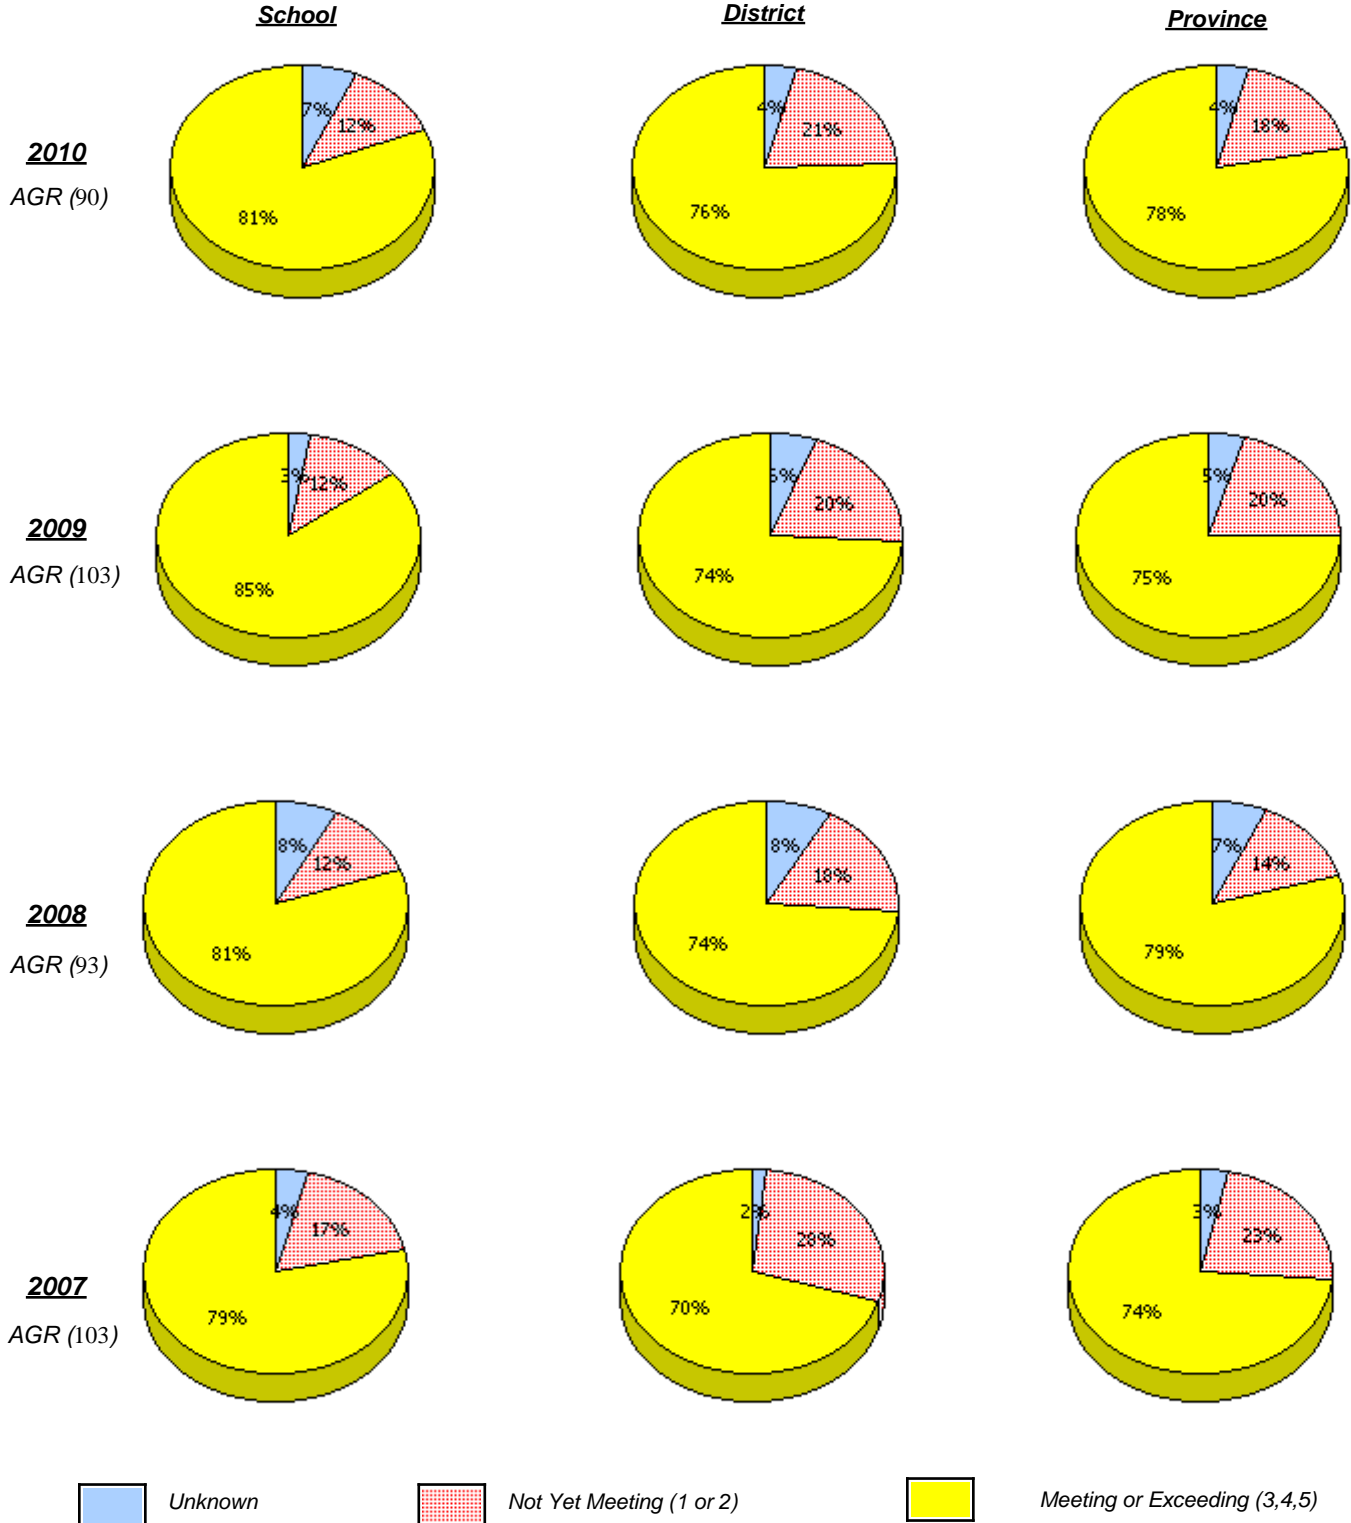 School District Province
7% 12% 81% 4% 21% 76% 4% 18% 78%
2010
AGR (90)
3% 12% 85% 20% 74% 5% 20% 75%
2009
AGR (103)
8% 12% 81% 8% 18% 74% 7% 14% 79%
2008
AGR (93)
4% 17% 79% 2% 28% 70% 3% 23% 74%
2007
AGR (103)
Unknown Not Yet Meeting (1 or 2) Meeting or Exceeding (3,4,5)